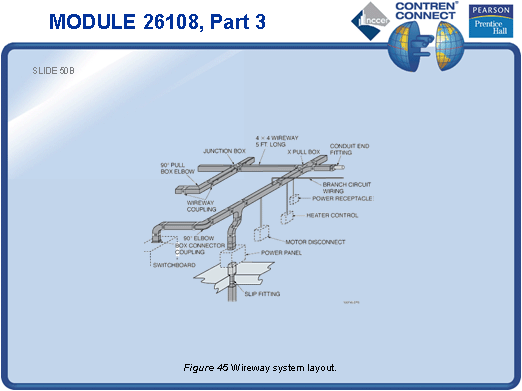 MODULE 26108, Part 3
nccer
CONTREN®
CONNECT
PEARSON
Prentice
Hall
SLIDE 50B
4 × 4 WIREWAY
5 FT LONG
JUNCTION BOX
X PULL BOX
CONDUIT END
FITTING
90° PULL
BOX ELBOW
BRANCH CIRCUIT
WIRING
POWER RECEPTACLE
WIREWAY
COUPLING
HEATER CONTROL
90° ELBOW
BOX CONNECTOR
COUPLING
MOTOR DISCONNECT
POWER PANEL
SWITCHBOARD
SLIP FITTING
Figure 45 Wireway system layout.